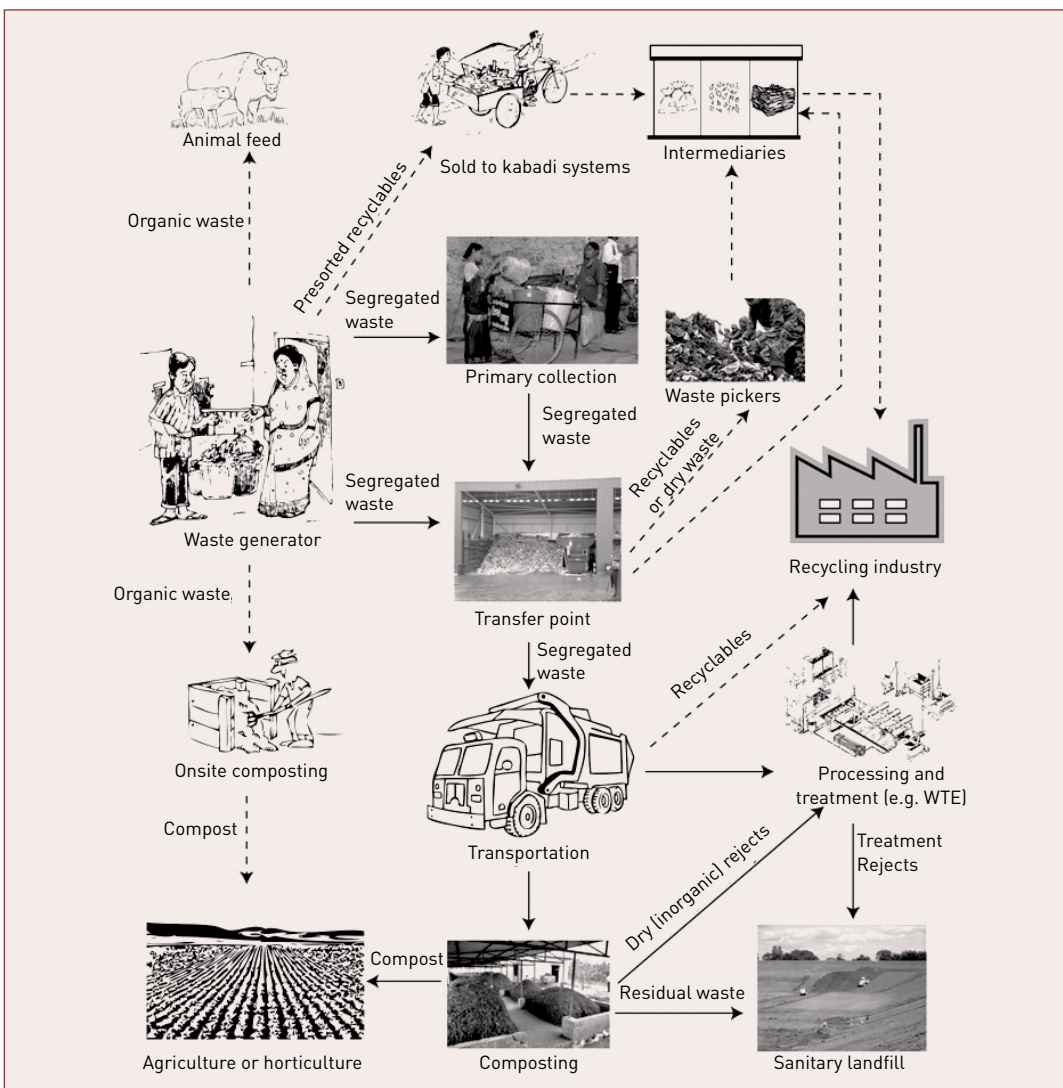 Animal feed
Sold to kabadi systems
Intermediaries
Organic waste
Presorted recyclables
Segregated
waste
Primary collection
Waste pickers
Segregated
waste
Recyclables
or dry waste
Segregated
waste
Waste generator
Recycling industry
Organic waste
Transfer point
Segregated
waste
Recyclables
Onsite composting
Processing and
treatment (e.g. WTE)
Compost
Transportation
Treatment
Rejects
Dry (inorganic) rejects
Compost
Residual waste
Agriculture or horticulture
Composting
Sanitary landfill